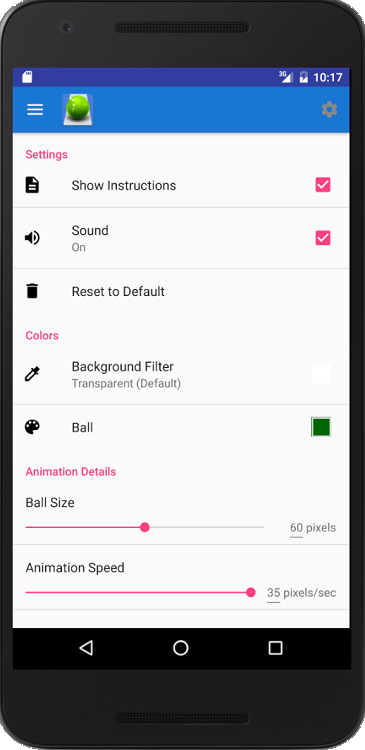 3G 10:17
Settings
Show Instructions
Sound
On
Reset to Default
Colors
Background Filter
Transparent (Default)
Ball
Animation Details
Ball Size
60 pixels
Animation Speed
35 pixels/sec